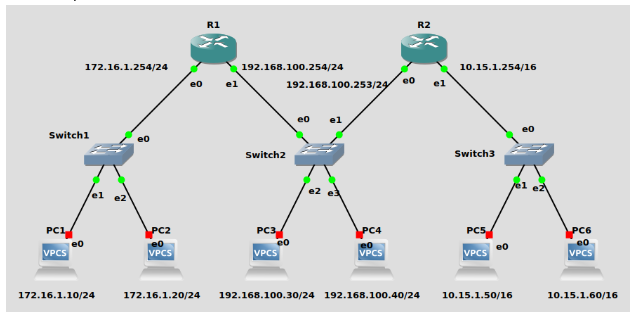 R1
R2
172.16.1.254/24
192.168.100.254/24
10.15.1.254/16
192.168.100.253/24
e0
e1
e0
e1
Switch1
e0
Switch2
e0
e1
Switch3
e0
e1
e2
e2
e3
e1
e2
PC1
PC2
PC3
PC4
PC5
PC6
e0
e0
e0
e0
e0
e0
VPCS
VPCS
VPCS
VPCS
VPCS
VPCS
172.16.1.10/24
172.16.1.20/24
192.168.100.30/24
192.168.100.40/24
10.15.1.50/16
10.15.1.60/16